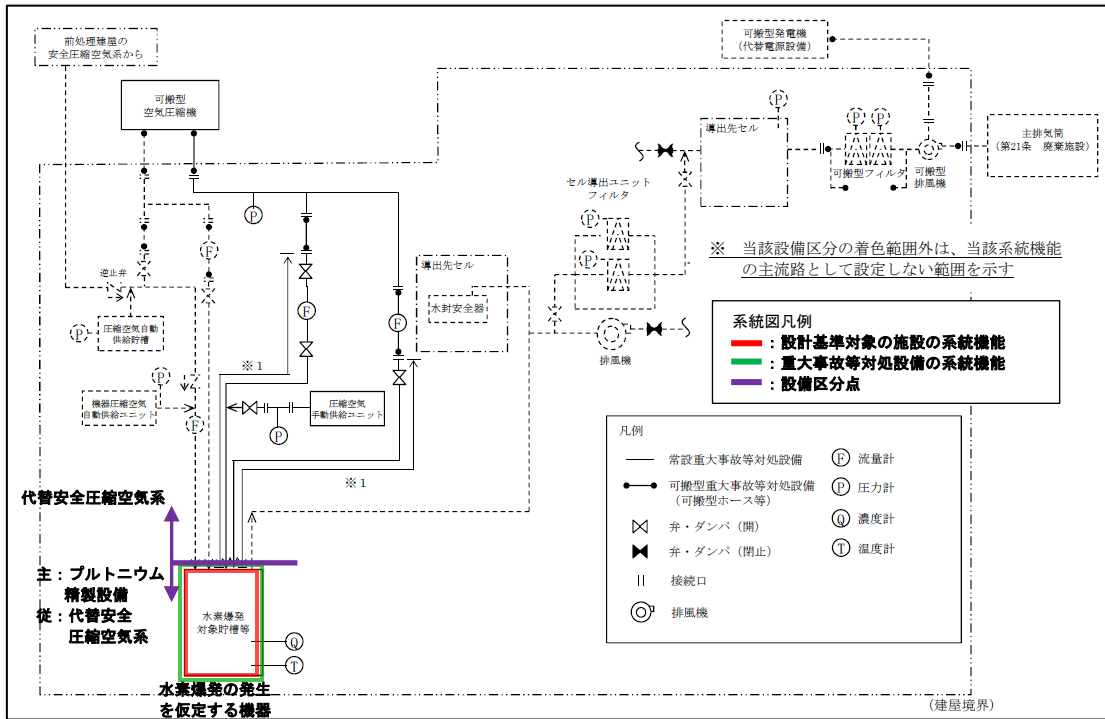 前処理建屋の
安全圧縮空気系から
可搬型
空気圧縮機
可搬型発電機
(代替電源設備)
主排気筒
(第21条 廃棄施設)
導出先セル
P
P
P
可搬型フィルタ
可搬型
排風機
セル導出ユニット
フィルタ
P
P
排風機
※ 当該設備区分の着色範囲外は、当該系統機能
の主流路として設定しない範囲を示す
P
F
F
F
逆止弁
P
圧縮空気自動
供給貯槽
導出先セル
水封安全器
※1
P
機器圧縮空気
自動供給ユニット
F
圧縮空気
手動供給ユニット
P
※1
系統図凡例
:設計基準対象の施設の系統機能
:重大事故等対処設備の系統機能
:設備区分点
凡例
常設重大事故等対処設備
可搬型重大事故等対処設備
(可搬型ホース等)
弁・ダンパ(開)
弁・ダンパ(閉止)
接続口
排風機
F 流量計
P 圧力計
Q 濃度計
T 温度計
代替安全圧縮空気系
主:プルトニウム
精製設備
従:代替安全
圧縮空気系
水素爆発
対象貯槽等
Q
T
水素爆発の発生
を仮定する機器
(建屋境界)